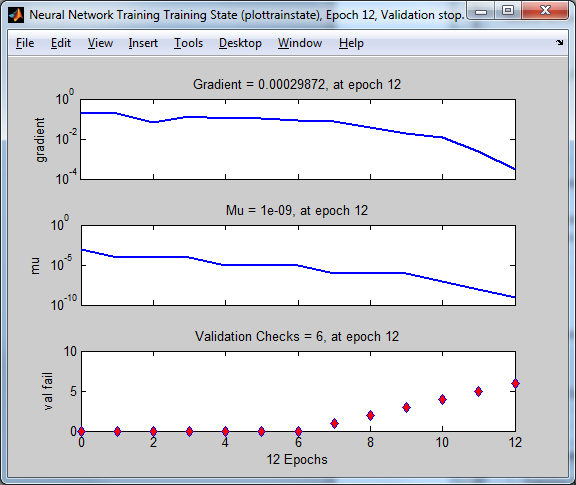 Neural Network Training Training State (plottrainstate), Epoch 12, Validation stop.
File Edit View Insert Tools Desktop Window Help
Gradient = 0.00029872, at epoch 12
10^0
10^-2
10^-4
gradient
Mu = 1e-09, at epoch 12
10^0
10^-5
10^-10
mu
Validation Checks = 6, at epoch 12
10
5
0
val fail
0 2 4 6 8 10 12
12 Epochs